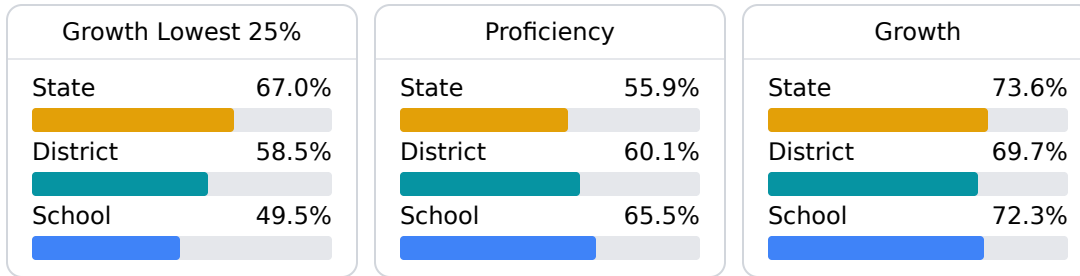 Growth Lowest 25%
State 67.0%
District 58.5%
School 49.5%
Proficiency
State 55.9%
District 60.1%
School 65.5%
Growth
State 73.6%
District 69.7%
School 72.3%